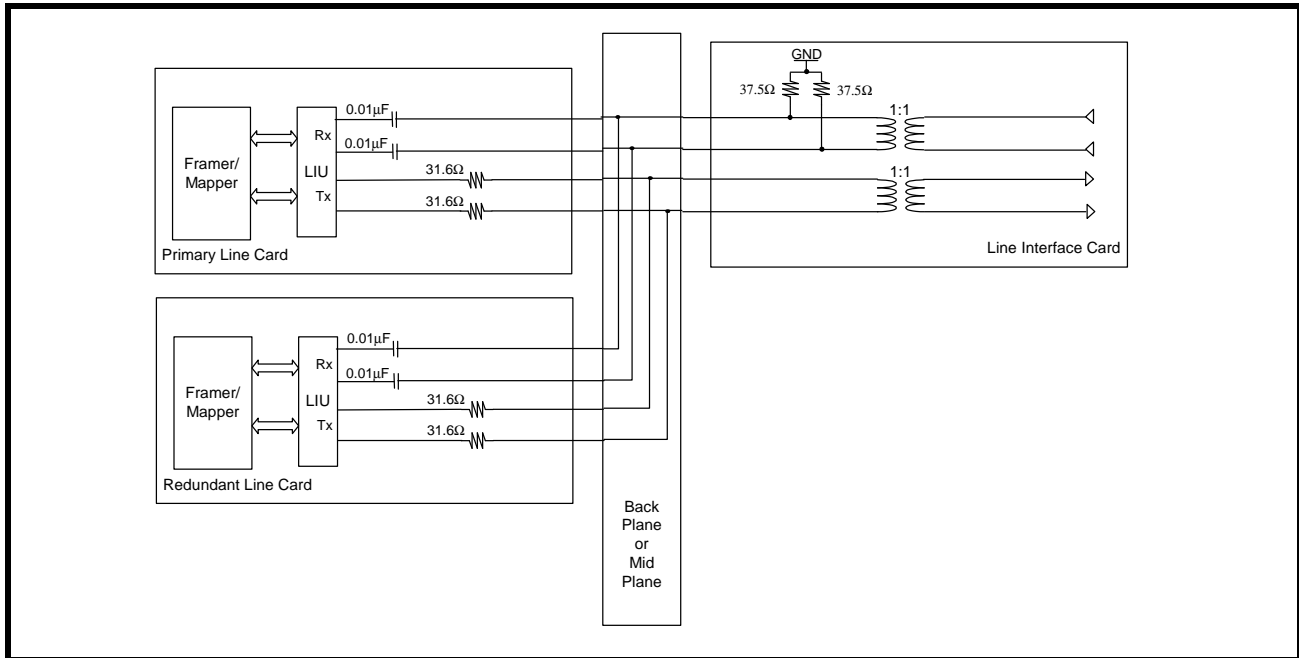 GND
37.5Ω
37.5Ω
0.01µF
1:1
Rx
0.01µF
Framer/
Mapper
LIU
31.6Ω
1:1
Tx
31.6Ω
Primary Line Card
Line Interface Card
0.01µF
Rx
0.01µF
Framer/
Mapper
LIU
31.6Ω
Tx
31.6Ω
Redundant Line Card
Back
Plane
or
Mid
Plane